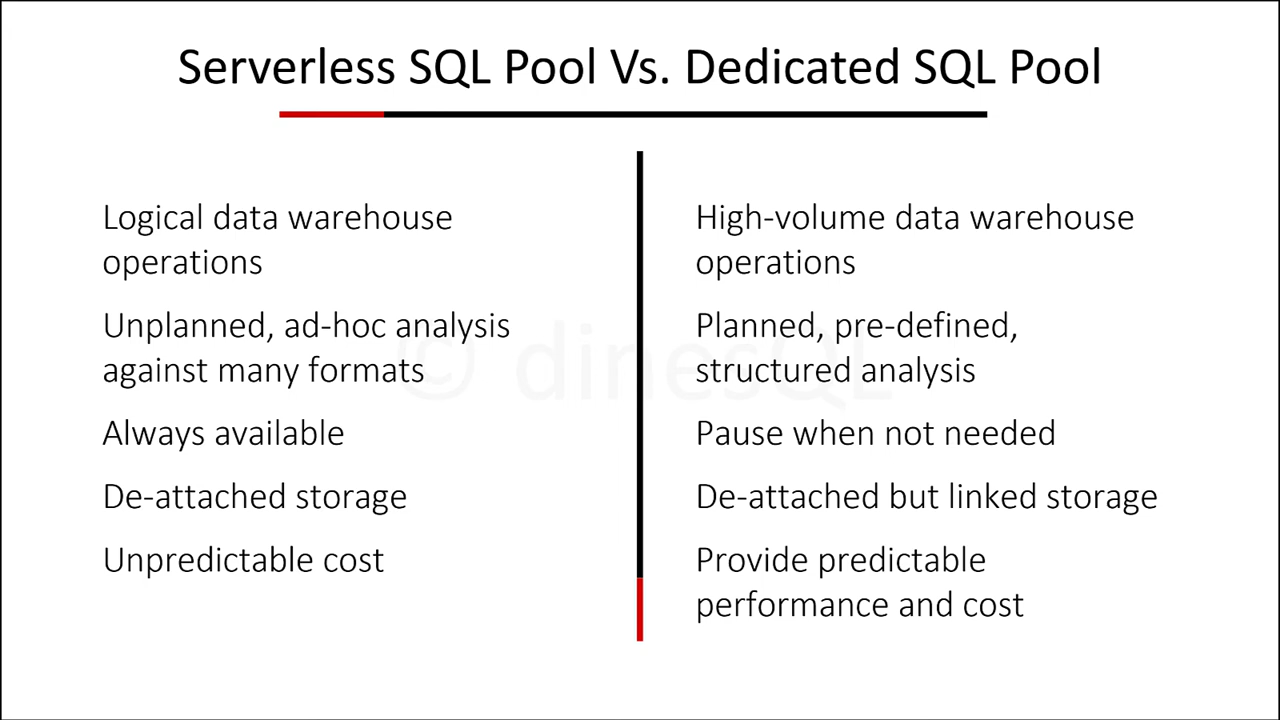 Serverless SQL Pool Vs. Dedicated SQL Pool
Logical data warehouse
operations
Unplanned, ad-hoc analysis
against many formats
Always available
De-attached storage
Unpredictable cost
High-volume data warehouse
operations
Planned, pre-defined,
structured analysis
Pause when not needed
De-attached but linked storage
Provide predictable
performance and cost
© dinesQL